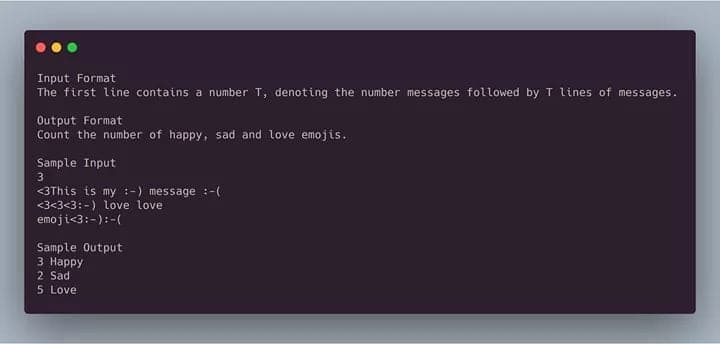 Input Format
The first line contains a number T, denoting the number messages followed by T lines of messages.
Output Format
Count the number of happy, sad and love emojis.
Sample Input
3
<3This is my :-) message :-(
<3<3<3:-) love love
emoji<3:-):-(
Sample Output
3 Happy
2 Sad
5 Love